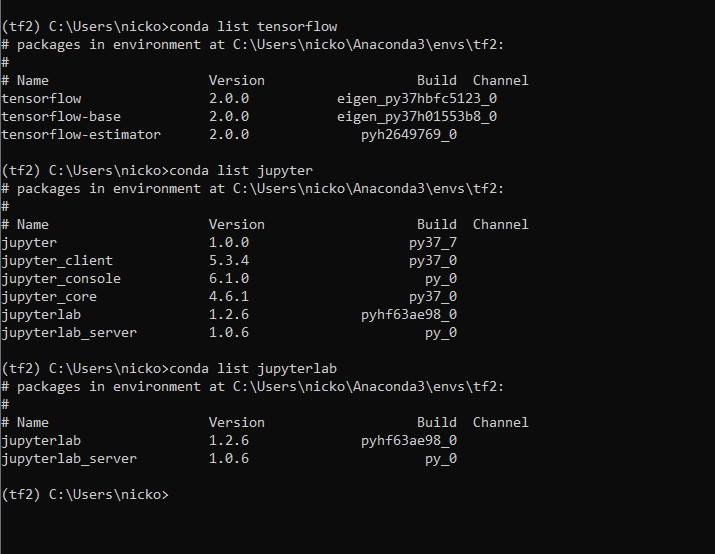 (tf2) C:\Users\nicko>conda list tensorflow
# packages in environment at C:\Users\nicko\Anaconda3\envs\tf2:
#
# Name                    Version                   Build  Channel
tensorflow                2.0.0           eigen_py37hbfc5123_0
tensorflow-base           2.0.0           eigen_py37h01553b8_0
tensorflow-estimator      2.0.0              pyh2649769_0
(tf2) C:\Users\nicko>conda list jupyter
# packages in environment at C:\Users\nicko\Anaconda3\envs\tf2:
#
# Name                    Version                   Build  Channel
jupyter                   1.0.0                    py37_7
jupyter_client            5.3.4                    py37_0
jupyter_console           6.1.0                      py_0
jupyter_core              4.6.1                    py37_0
jupyterlab                1.2.6              pyhf63ae98_0
jupyterlab_server         1.0.6                      py_0
(tf2) C:\Users\nicko>conda list jupyterlab
# packages in environment at C:\Users\nicko\Anaconda3\envs\tf2:
#
# Name                    Version                   Build  Channel
jupyterlab                1.2.6              pyhf63ae98_0
jupyterlab_server         1.0.6                      py_0
(tf2) C:\Users\nicko>